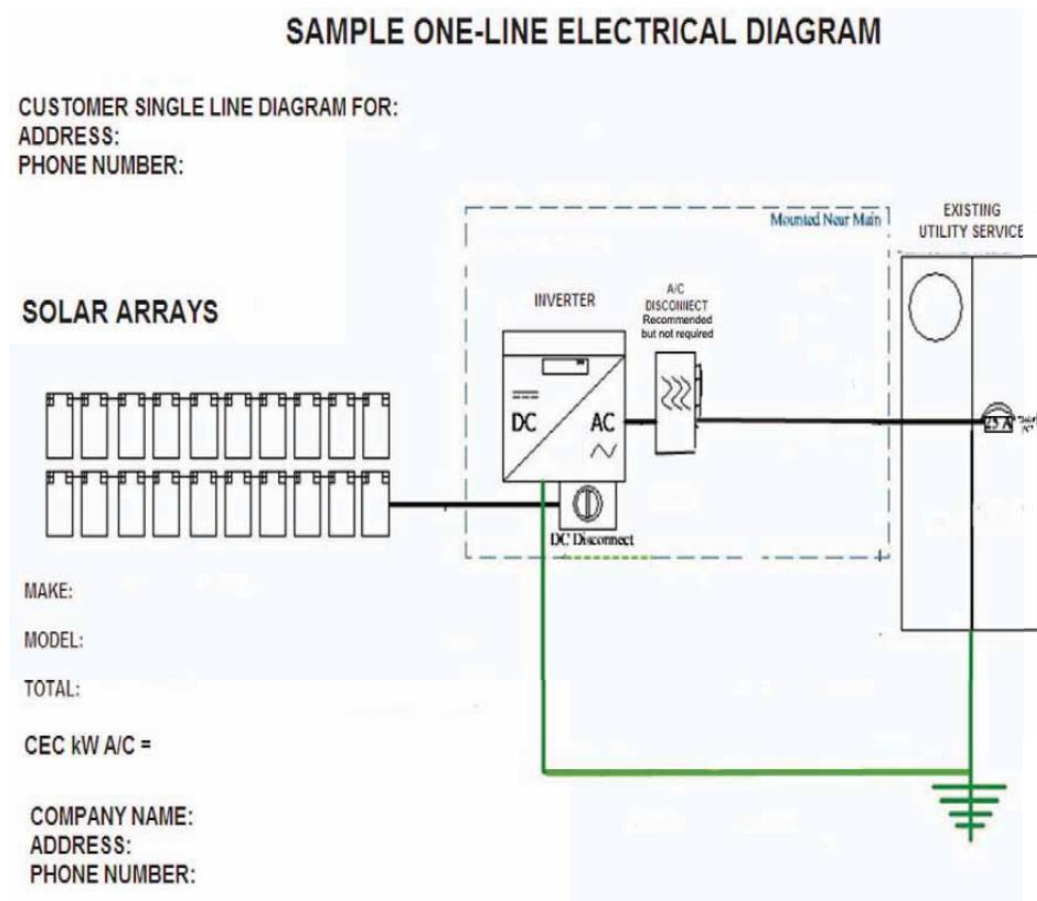 SAMPLE ONE-LINE ELECTRICAL DIAGRAM
CUSTOMER SINGLE LINE DIAGRAM FOR:
ADDRESS:
PHONE NUMBER:
Mounted Near Main
EXISTING
UTILITY SERVICE
SOLAR ARRAYS
INVERTER
A/C
DISCONNECT
Recommended
but not required
DC
AC
25 A
DC Disconnect
MAKE:
MODEL:
TOTAL:
CEC kW A/C =
COMPANY NAME:
ADDRESS:
PHONE NUMBER: